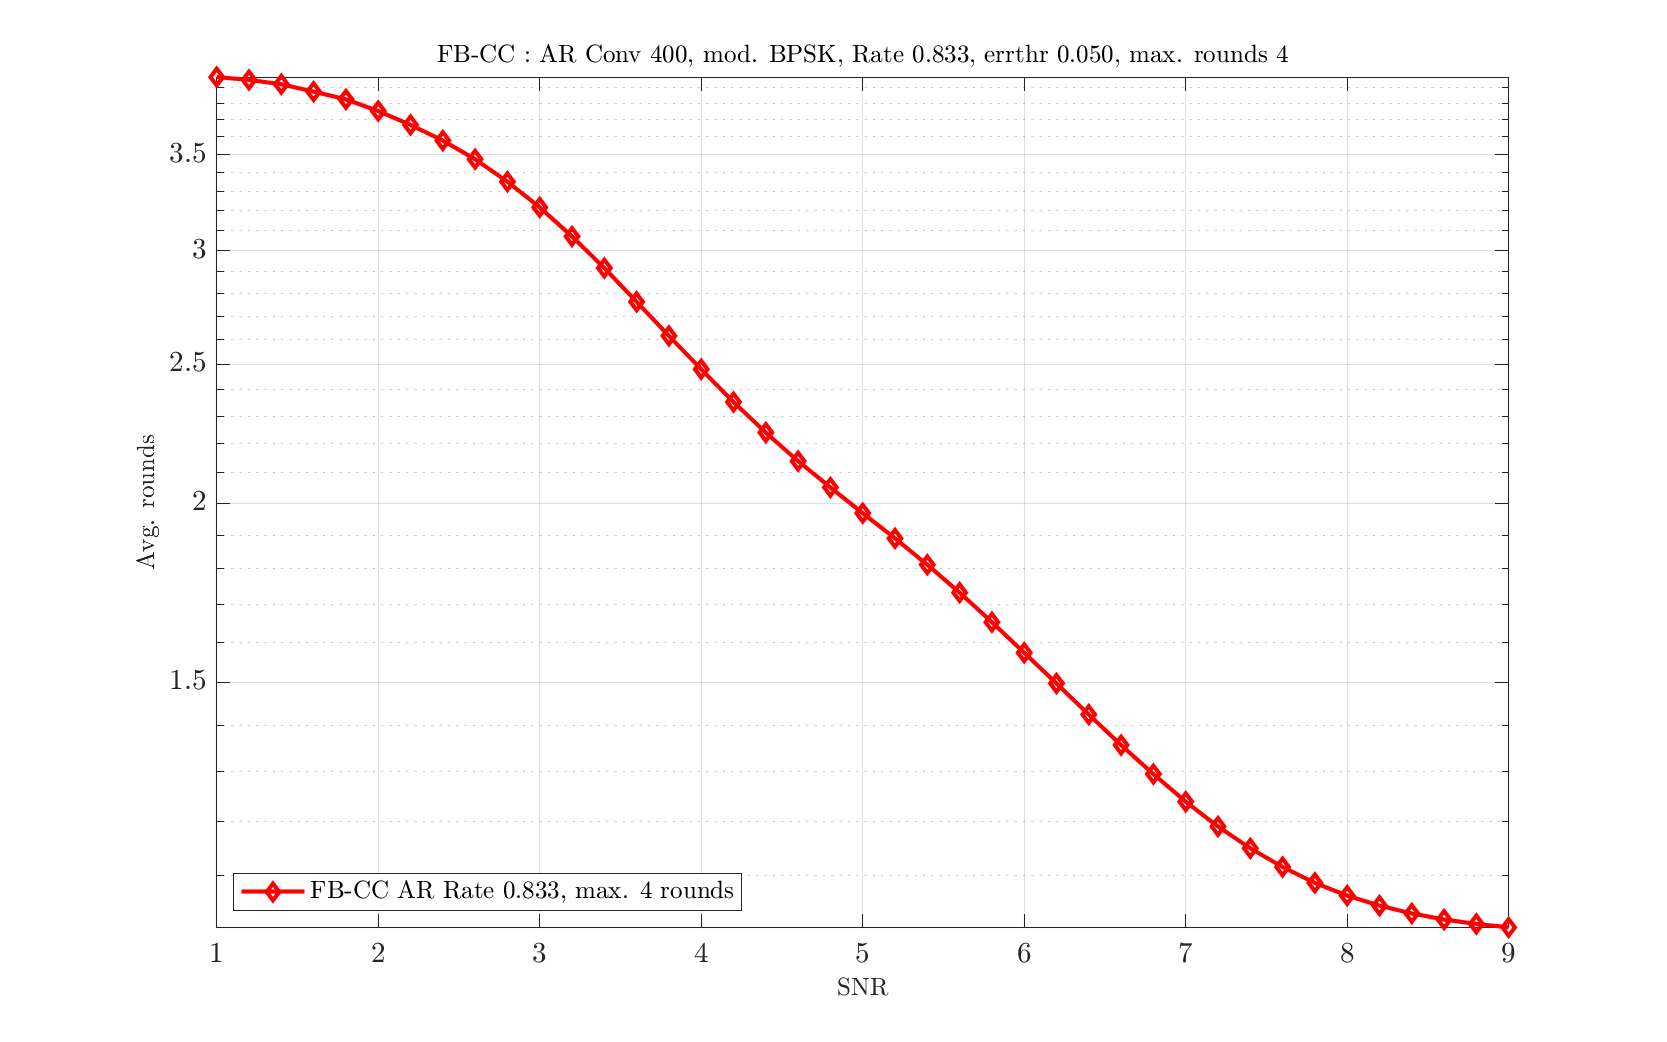 FB-CC : AR Conv 400, mod. BPSK, Rate 0.833, errthr 0.050, max. rounds 4
3.5
3
2.5
2
1.5
Avg. rounds
FB-CC AR Rate 0.833, max. 4 rounds
1 2 3 4 5 6 7 8 9
SNR